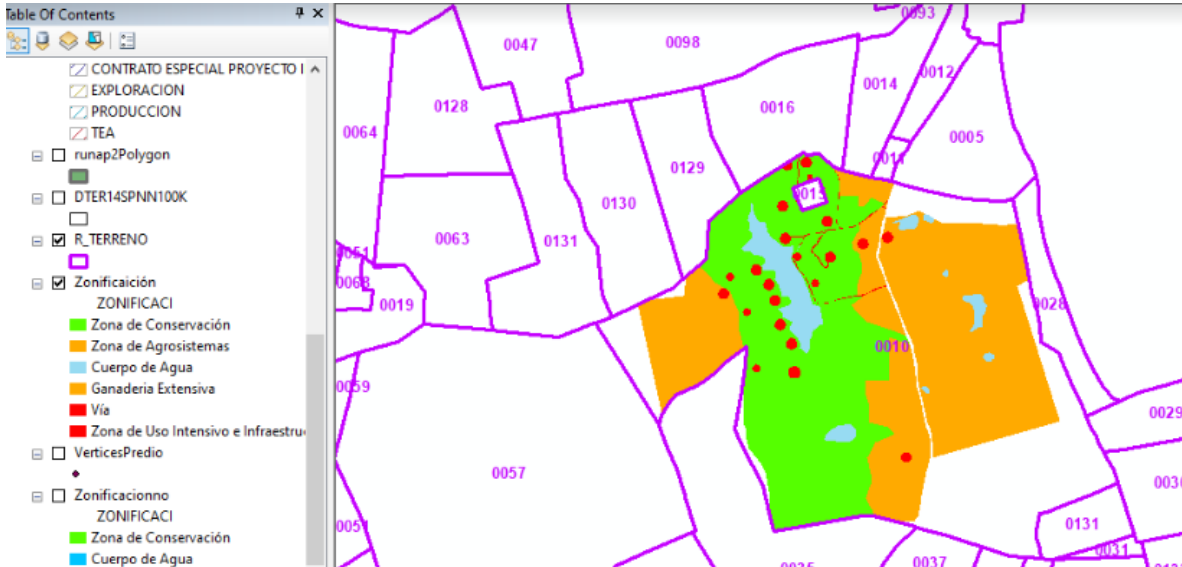 Table Of Contents
CONTRATO ESPECIAL PROYECTO I
EXPLORACION
PRODUCCION
TEA
runap2Polygon
DTER14SPNN100K
R_TERRENO
Zonificaición
ZONIFICACI
Zona de Conservación
Zona de Agrosistemas
Cuerpo de Agua
Ganaderia Extensiva
Vía
Zona de Uso Intensivo e Infraestru
VerticesPredio
Zonificacionno
ZONIFICACI
Zona de Conservación
Cuerpo de Agua
0093
0047
0098
0012
0014
0128
0016
0064
0005
0011
0129
0015
0130
0063
0131
0051
0068
0019
0028
0010
0059
0029
0057
0030
0051
0131
0031
0035
0037